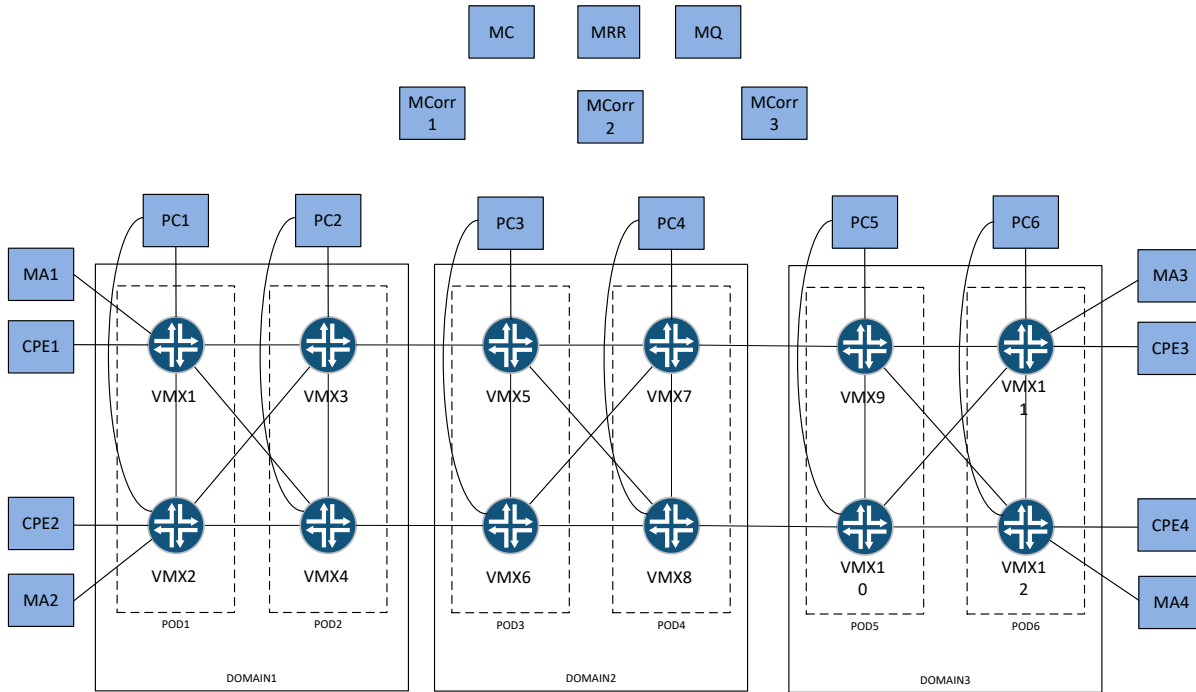 MC
MRR
MQ
MCorr
1
MCorr
2
MCorr
3
PC1
PC2
PC3
PC4
PC5
PC6
MA1
MA3
CPE1
CPE3
VMX1
VMX3
VMX5
VMX7
VMX9
VMX1
1
CPE2
CPE4
VMX2
VMX4
VMX6
VMX8
VMX1
0
VMX1
2
MA2
MA4
POD1
POD2
POD3
POD4
POD5
POD6
DOMAIN1
DOMAIN2
DOMAIN3